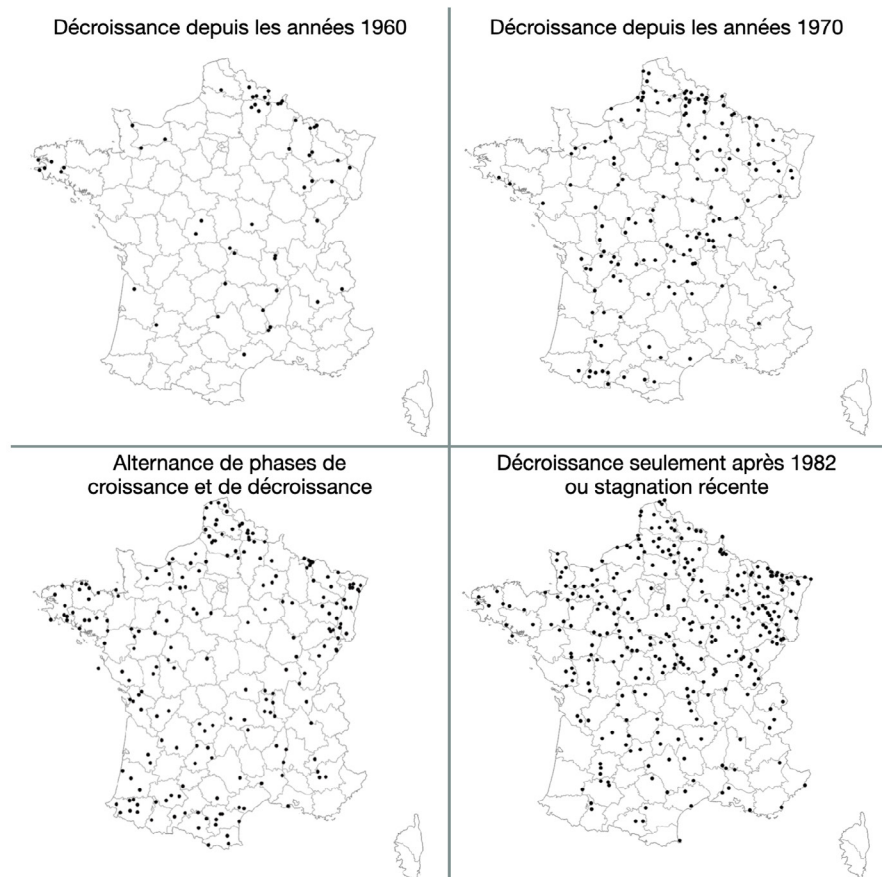 Décroissance depuis les années 1960
Décroissance depuis les années 1970
Alternance de phases de
croissance et de décroissance
Décroissance seulement après 1982
ou stagnation récente